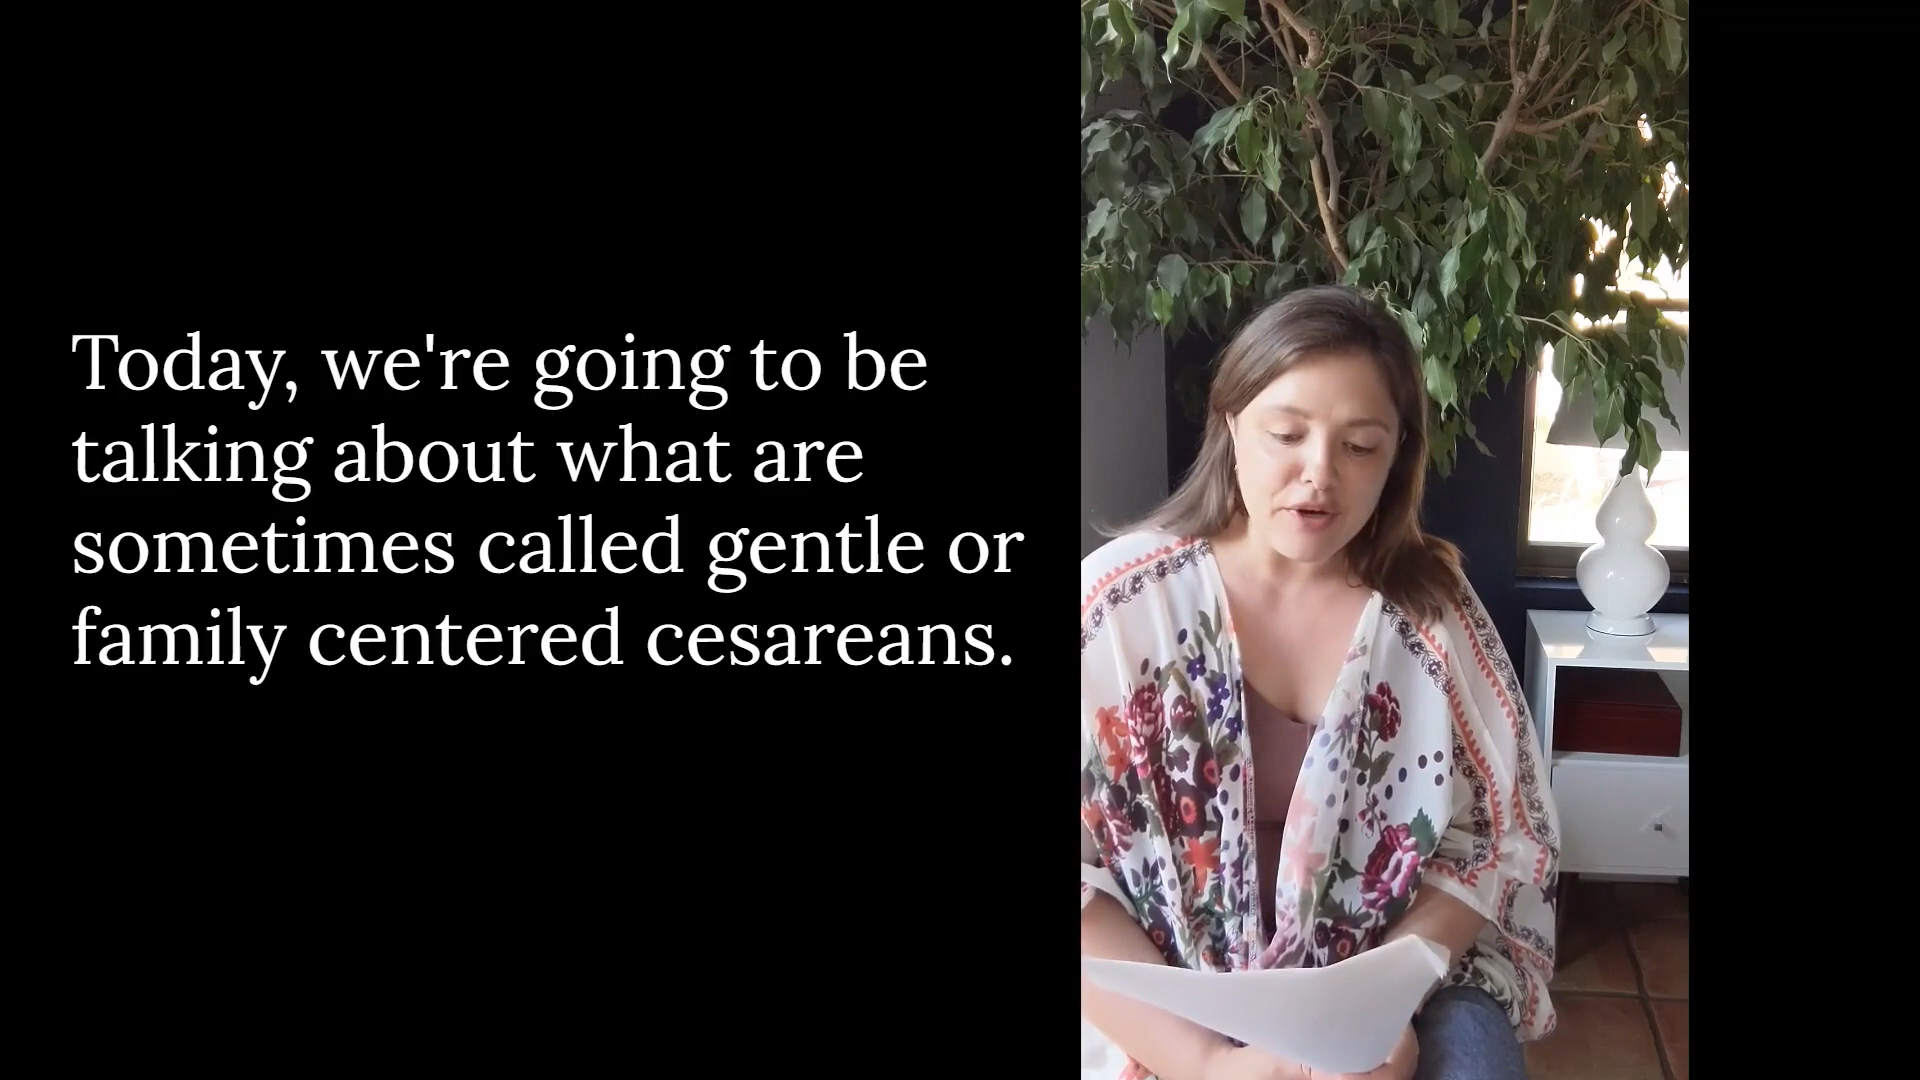 Today, we're going to be
talking about what are
sometimes called gentle or
family centered cesareans.